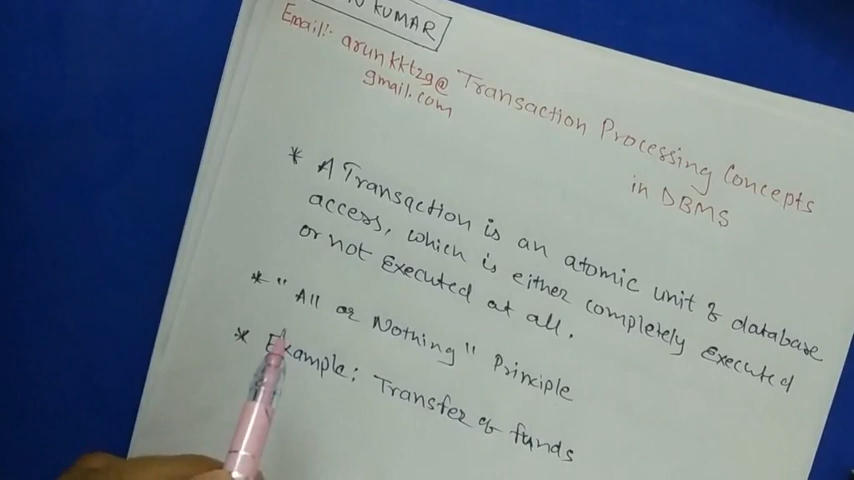 KUMAR
Email:- arunkktzg@
gmail.com
Transaction Processing Concepts
in DBMS
* A Transaction is an atomic unit of database
access, which is either completely executed
or not executed at all.
* "All or Nothing" Principle
* Example: Transfer of funds